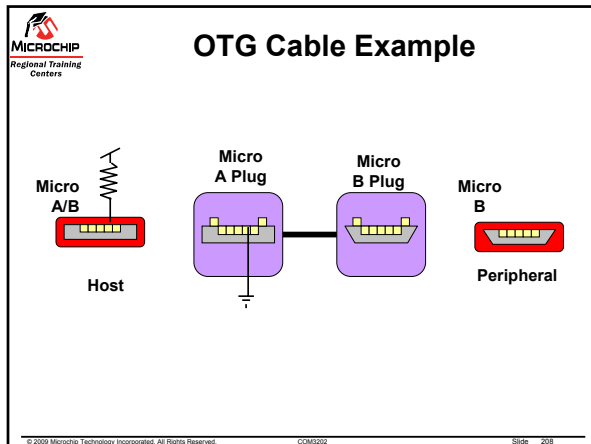 MICROCHIP
Regional Training
Centers
OTG Cable Example
Micro
A/B
Host
Micro
A Plug
Micro
B Plug
Micro
B
Peripheral
© 2009 Microchip Technology Incorporated. All Rights Reserved.
COM3202
Slide 208